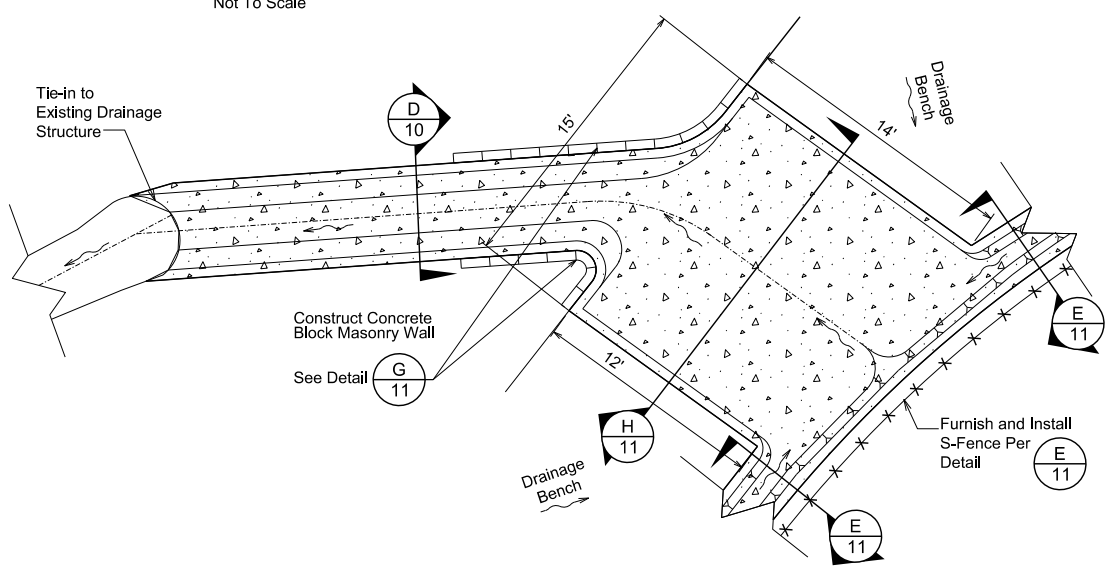 Not To Scale
Tie-in to
Existing Drainage
Structure
D
10
15'
14'
Drainage
Bench
Construct Concrete
Block Masonry Wall
See Detail
G
11
12'
H
11
Drainage
Bench
E
11
Furnish and Install
S-Fence Per
Detail
E
11
E
11